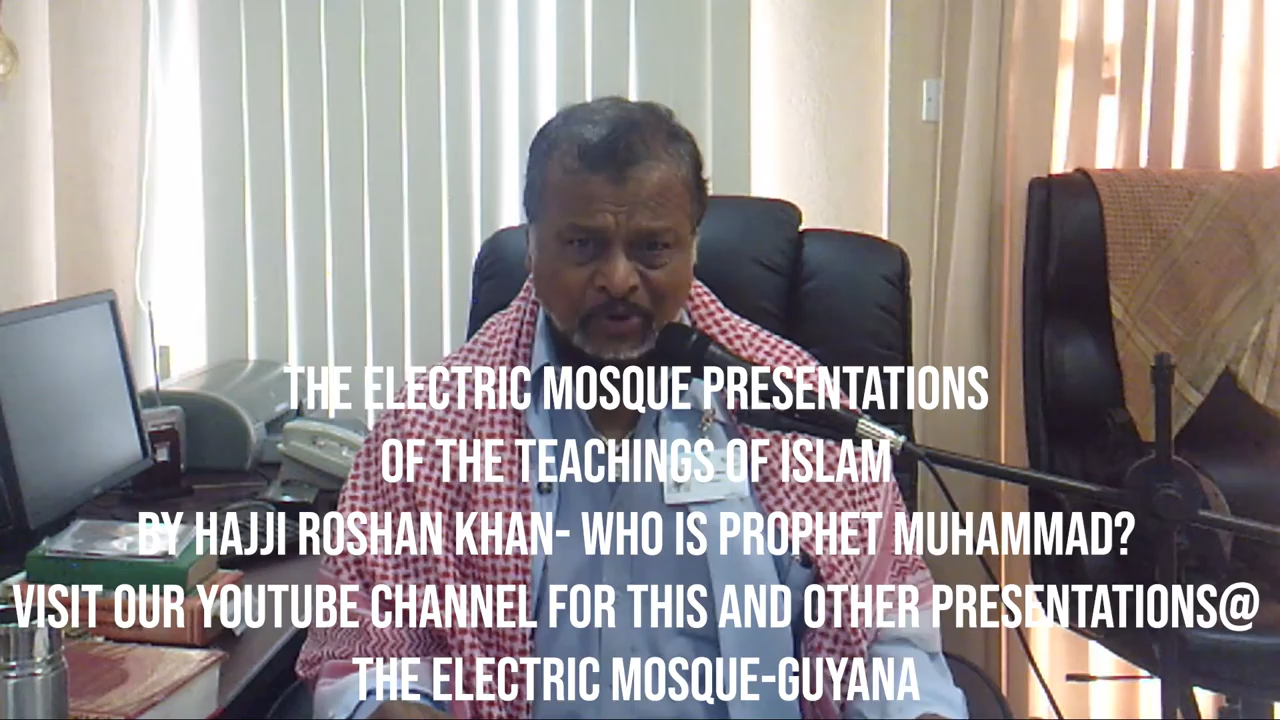 THE ELECTRIC MOSQUE PRESENTATIONS
OF THE TEACHINGS OF ISLAM
BY HAJJI ROSHAN KHAN- WHO IS PROPHET MUHAMMAD?
VISIT OUR YOUTUBE CHANNEL FOR THIS AND OTHER PRESENTATIONS@
THE ELECTRIC MOSQUE-GUYANA